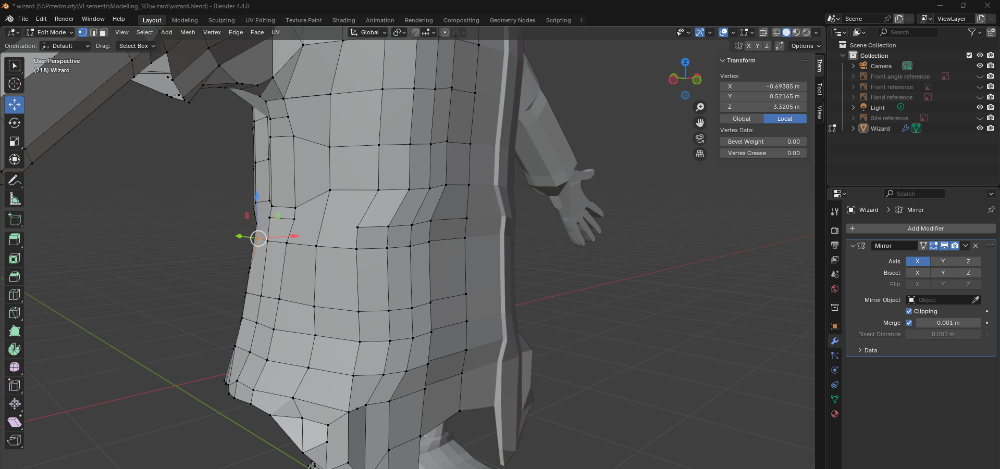 * wizard [S:\Przedmioty\VI semestr\Modelling_3D\wizard\wizard.blend] - Blender 4.4.0
File Edit Render Window Help Layout Modeling Sculpting UV Editing Texture Paint Shading Animation Rendering Compositing Geometry Nodes Scripting + Scene ViewLayer
Edit Mode View Select Add Mesh Vertex Edge Face UV Global Search
Orientation: Default Drag: Select Box X Y Z Options
User Perspective
(218) Wizard
Z
Transform
Vertex:
X -0.69385 m
Y 0.52165 m
Z -3.3205 m
Global Local
Vertex Data:
Bevel Weight 0.00
Vertex Crease 0.00
Item
Tool
View
Scene Collection
Collection
Camera
Front angle reference
Front reference
Hand reference
Light
Site reference
Wizard
Search
Wizard > Mirror
+ Add Modifier
Mirror
Axis X Y Z
Bisect X Y Z
Flip X Y Z
Mirror Object Object
Clipping
Merge 0.001 m
Bisect Distance 0.001 m
Data